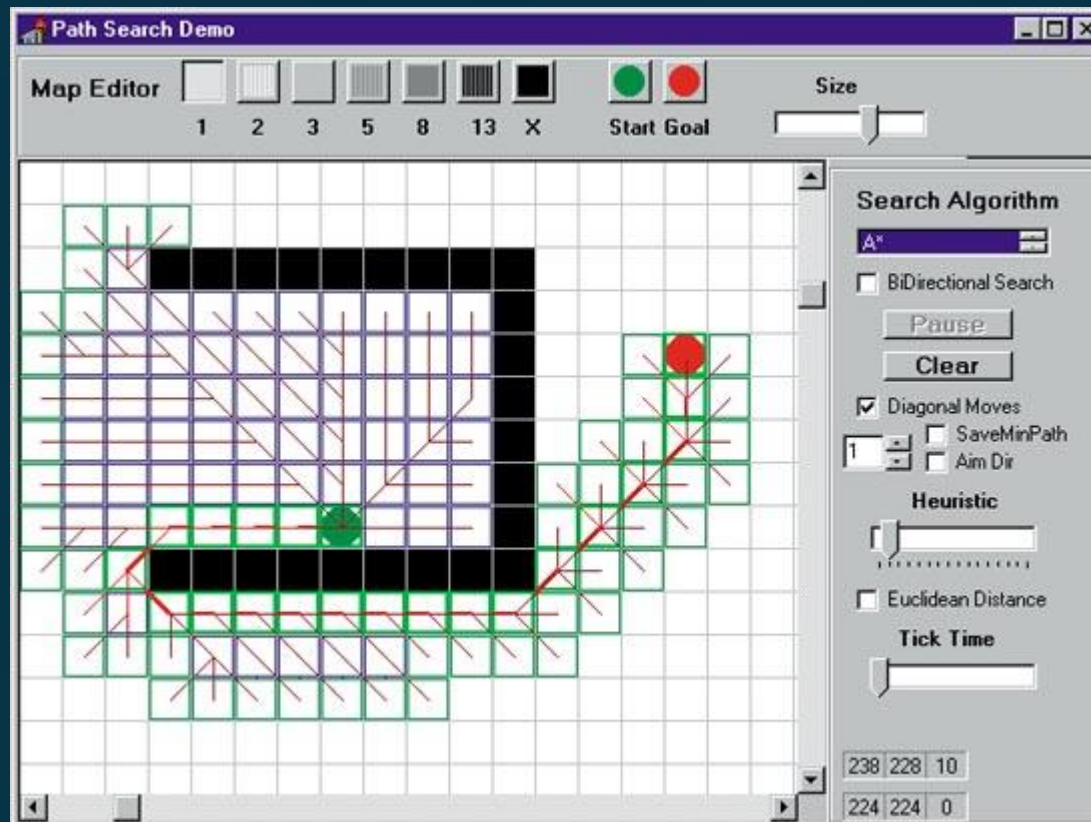 Path Search Demo
Map Editor
1 2 3 5 8 13 X Start Goal
Size
Search Algorithm
A*
BiDirectional Search
Pause
Clear
Diagonal Moves
1
SaveMinPath
Aim Dir
Heuristic
Euclidean Distance
Tick Time
238 228 10
224 224 0